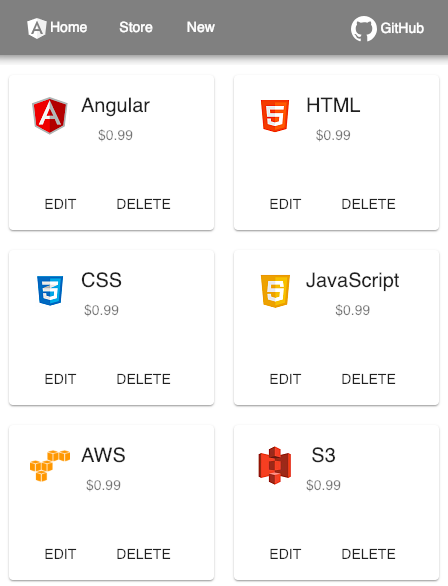 Home Store New GitHub
Angular
$0.99
EDIT DELETE
HTML
$0.99
EDIT DELETE
CSS
$0.99
EDIT DELETE
JavaScript
$0.99
EDIT DELETE
AWS
$0.99
EDIT DELETE
S3
$0.99
EDIT DELETE